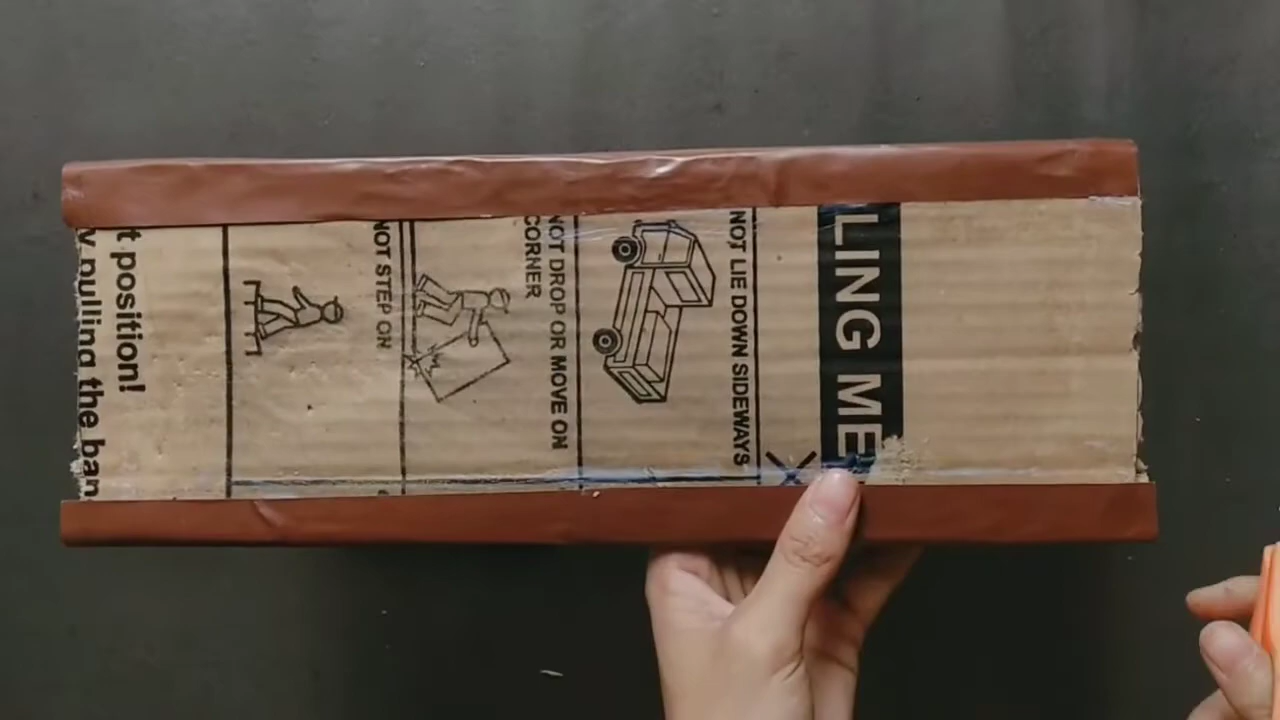 LING ME
NOT LIE DOWN SIDEWAYS
NOT DROP OR MOVE ON
CORNER
NOT STEP ON
t position!
y pulling the ban